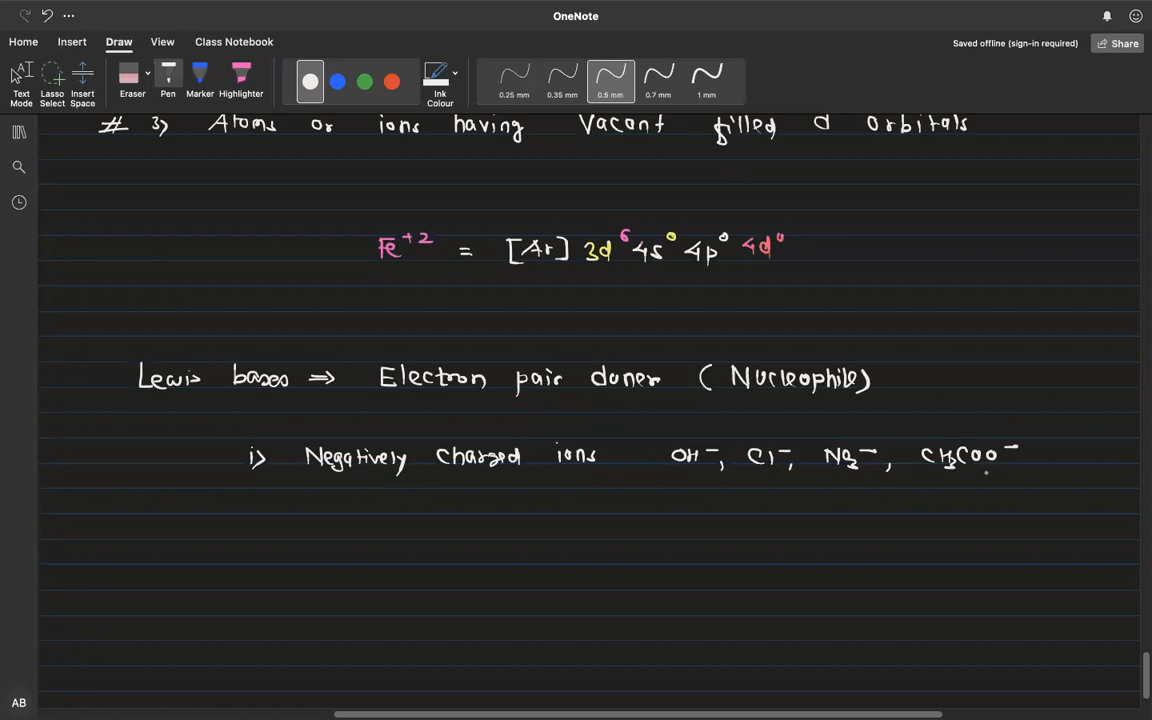 OneNote
Home Insert Draw View Class Notebook
Saved offline (sign-in required) Share
Text Mode Lasso Select Insert Space Eraser Pen Marker Highlighter Ink Colour 0.25 mm 0.35 mm 0.5 mm 0.7 mm 1 mm
# 3) Atoms or ions having Vacant filled d orbitals
Fe⁺² = [Ar] 3d⁶ 4s⁰ 4p⁰ 4d⁰
Lewis bases ⇒ Electron pair doner (Nucleophile)
i> Negatively Charged ions OH⁻, Cl⁻, NO₃⁻, CH₃COO⁻
AB